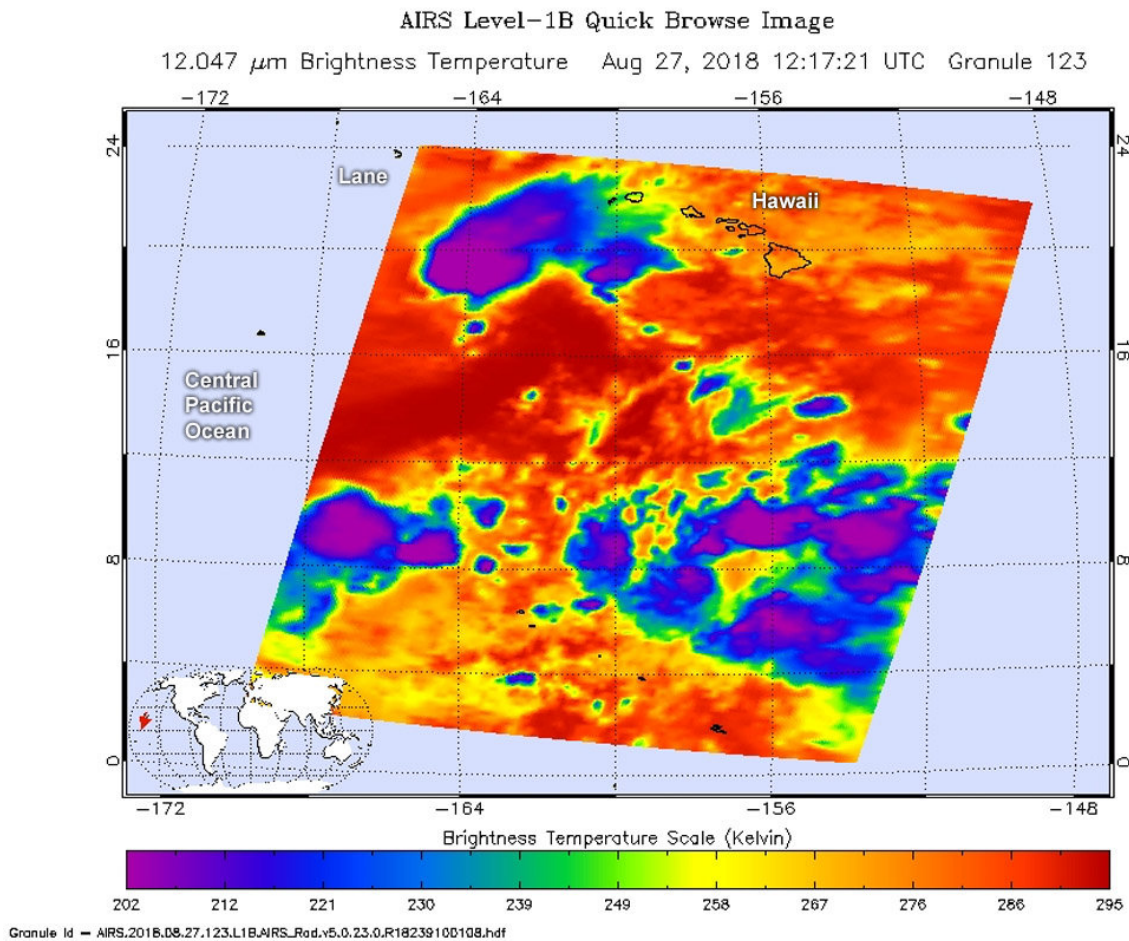 AIRS Level-1B Quick Browse Image
12.047 μm Brightness Temperature Aug 27, 2018 12:17:21 UTC Granule 123
-172 -164 -156 -148
24 24
Lane
Hawaii
16 16
Central
Pacific
Ocean
8 8
0 0
-172 -164 -156 -148
Brightness Temperature Scale (Kelvin)
202 212 221 230 239 249 258 267 276 286 295
Granule Id - AIRS.2018.08.27.123.L1B.AIRS_Rad.v5.0.23.0.R18239100108.hdf